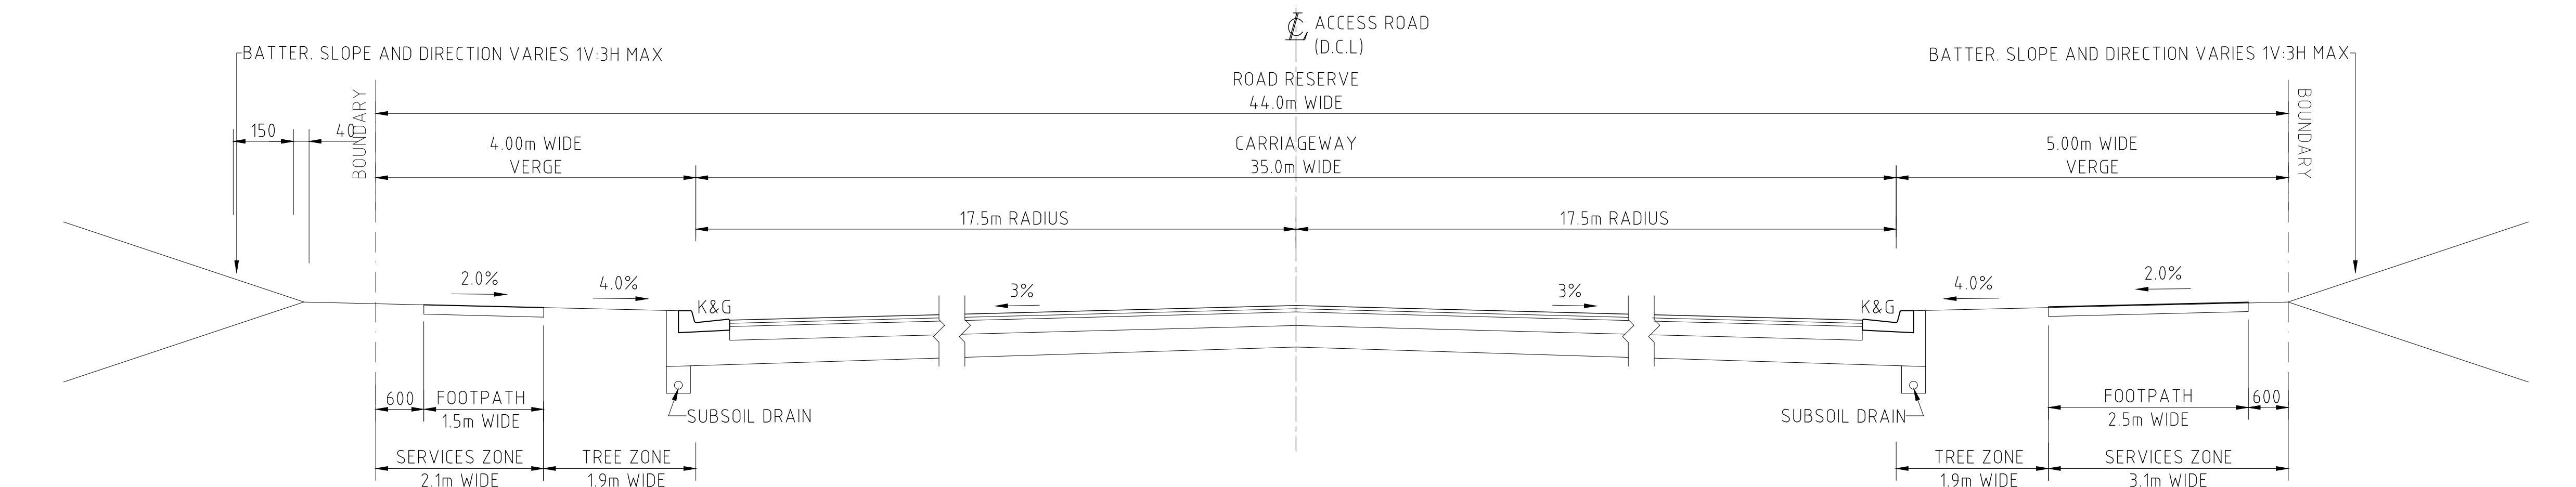 ℄ ACCESS ROAD
(D.C.L)
BATTER. SLOPE AND DIRECTION VARIES 1V:3H MAX
BATTER. SLOPE AND DIRECTION VARIES 1V:3H MAX
ROAD RESERVE
44.0m WIDE
BOUNDARY
BOUNDARY
150
40
4.00m WIDE
VERGE
CARRIAGEWAY
35.0m WIDE
5.00m WIDE
VERGE
17.5m RADIUS
17.5m RADIUS
2.0%
4.0%
K&G
3%
3%
K&G
4.0%
2.0%
600
FOOTPATH
1.5m WIDE
SUBSOIL DRAIN
SUBSOIL DRAIN
FOOTPATH
2.5m WIDE
600
SERVICES ZONE
2.1m WIDE
TREE ZONE
1.9m WIDE
TREE ZONE
1.9m WIDE
SERVICES ZONE
3.1m WIDE